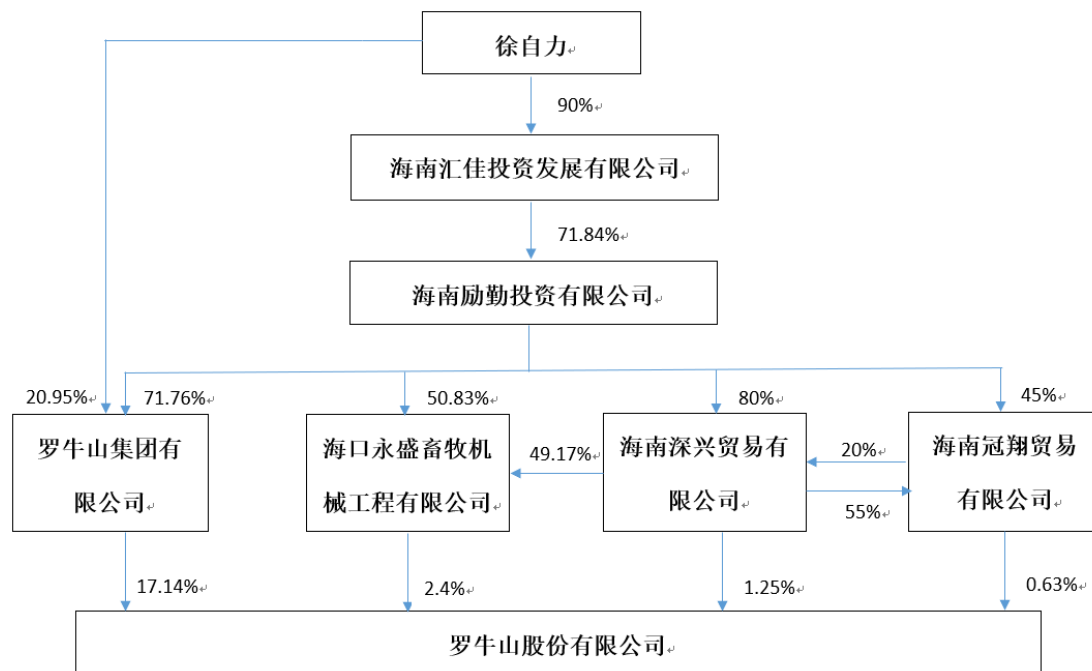 徐自力
90%
海南汇佳投资发展有限公司
71.84%
海南励勤投资有限公司
20.95%
71.76%
50.83%
80%
45%
罗牛山集团有
限公司
海口永盛畜牧机
械工程有限公司
49.17%
海南深兴贸易有
限公司
20%
55%
海南冠翔贸易
有限公司
17.14%
2.4%
1.25%
0.63%
罗牛山股份有限公司